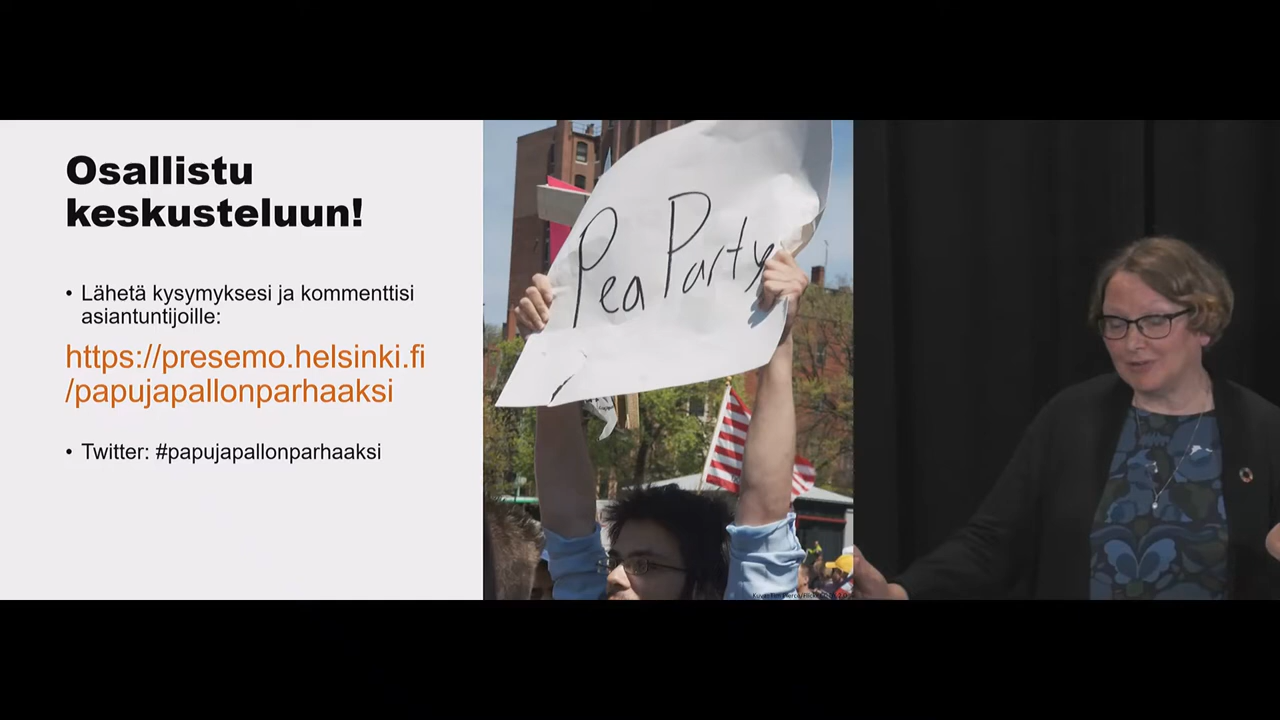 Osallistu
keskusteluun!
• Lähetä kysymyksesi ja kommenttisi
asiantuntijoille:
https://presemo.helsinki.fi
/papujapallonparhaaksi
• Twitter: #papujapallonparhaaksi
Pea Party